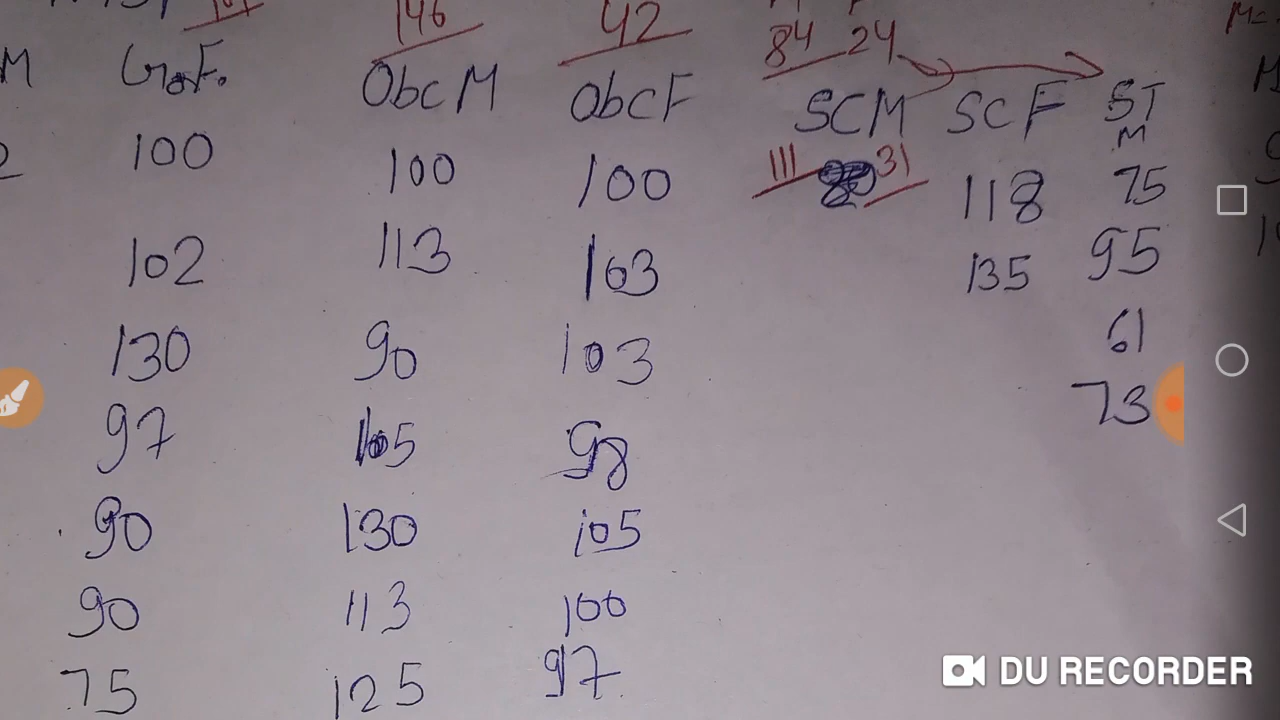 146 42 84 24
M G.F. ObcM ObcF SCM SCF ST
M
100 100 100 111 31 118 75
102 113 103 135 95
130 90 103 61
97 105 98 73
90 130 105
90 113 100
75 125 97
DU RECORDER